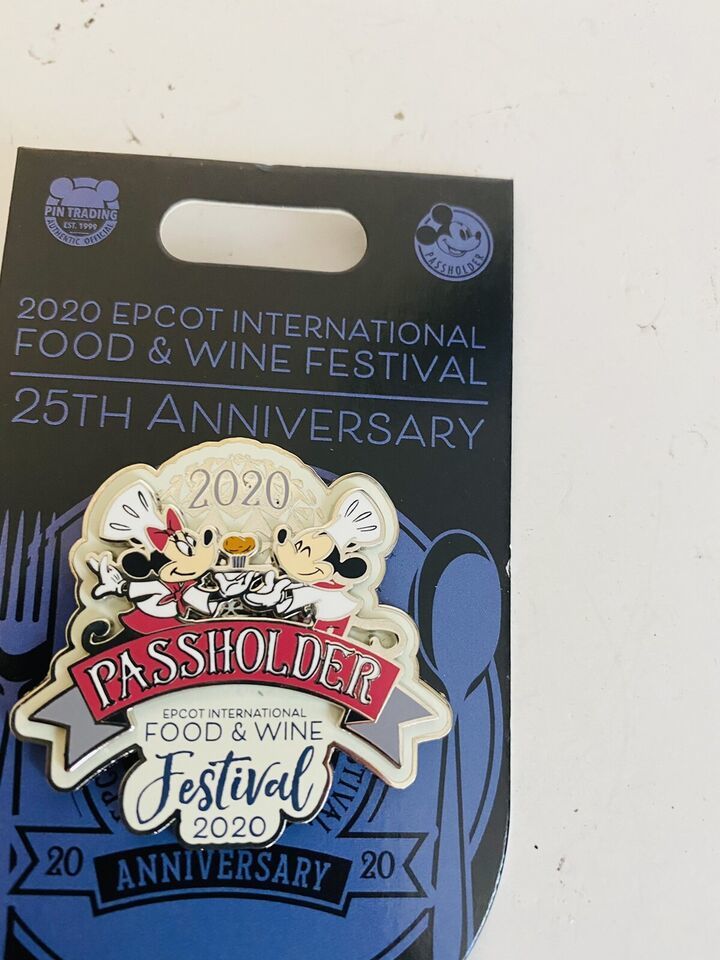 PIN TRADING
EST. 1999
AUTHENTIC OFFICIAL
PASSHOLDER
2020 EPCOT INTERNATIONAL
FOOD & WINE FESTIVAL
25TH ANNIVERSARY
2020
PASSHOLDER
EPCOT INTERNATIONAL
FOOD & WINE
Festival
2020
20 ANNIVERSARY 20